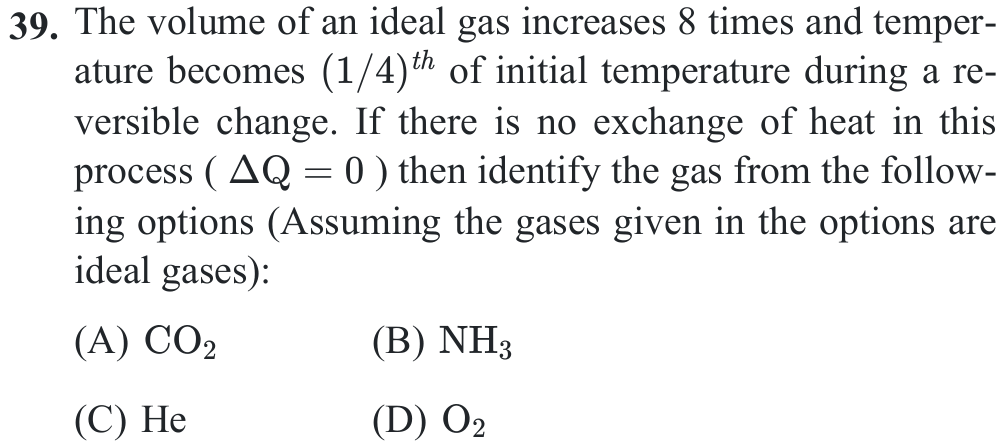 39. The volume of an ideal gas increases 8 times and temper-
ature becomes (1/4)^{th} of initial temperature during a re-
versible change. If there is no exchange of heat in this
process ( ΔQ = 0 ) then identify the gas from the follow-
ing options (Assuming the gases given in the options are
ideal gases):
(A) CO₂ (B) NH₃
(C) He (D) O₂